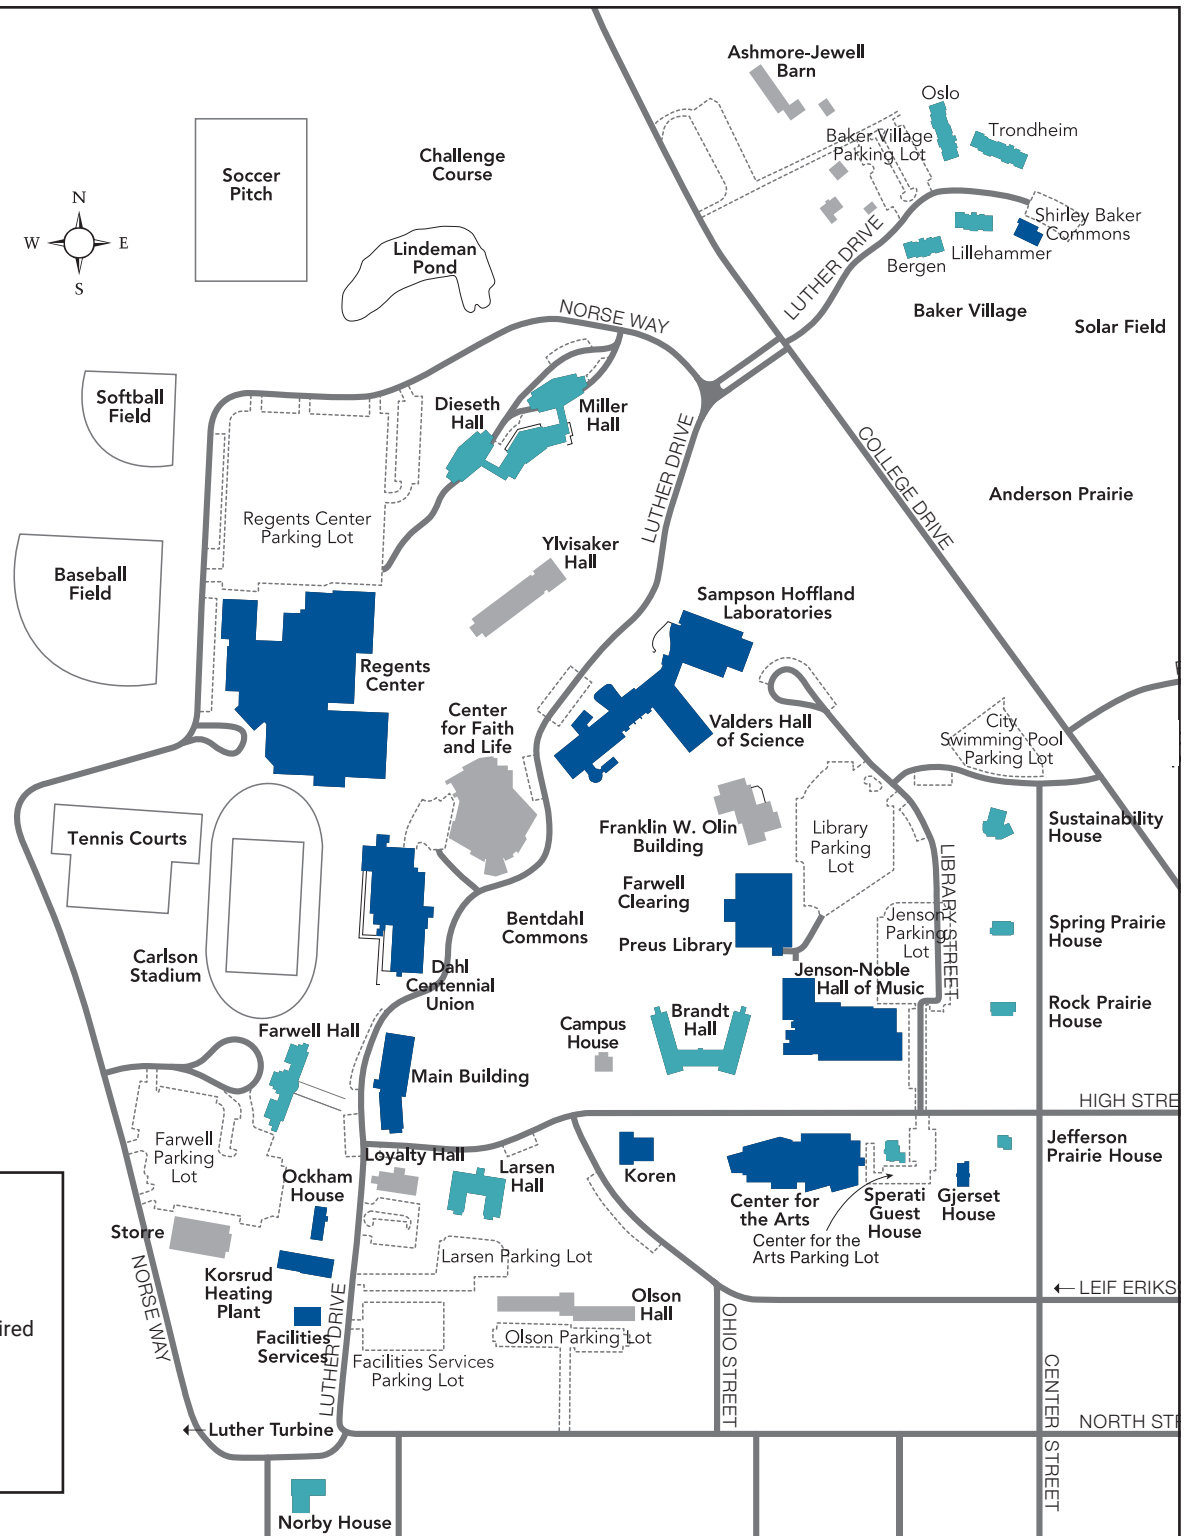 Ashmore-Jewell
Barn
Oslo
Trondheim
Baker Village
Parking Lot
Challenge
Course
Soccer
Pitch
N
W
E
S
Shirley Baker
Commons
Lillehammer
Bergen
LUTHER DRIVE
Lindeman
Pond
Baker Village
Solar Field
NORSE WAY
Softball
Field
Dieseth
Hall
Miller
Hall
LUTHER DRIVE
COLLEGE DRIVE
Anderson Prairie
Regents Center
Parking Lot
Ylvisaker
Hall
Baseball
Field
Sampson Hoffland
Laboratories
Regents
Center
Center
for Faith
and Life
Valders Hall
of Science
City
Swimming Pool
Parking Lot
Tennis Courts
Franklin W. Olin
Building
Library
Parking
Lot
Sustainability
House
LIBRARY STREET
Farwell
Clearing
Bentdahl
Commons
Preus Library
Jenson
Parking
Lot
Spring Prairie
House
Carlson
Stadium
Dahl
Centennial
Union
Jenson-Noble
Hall of Music
Rock Prairie
House
Farwell Hall
Campus
House
Brandt
Hall
Main Building
HIGH STRE
Farwell
Parking
Lot
Loyalty Hall
Ockham
House
Larsen
Hall
Koren
Center for
the Arts
Sperati
Guest
House
Gjerset
House
Jefferson
Prairie House
Center for the
Arts Parking Lot
Storre
Larsen Parking Lot
Korsrud
Heating
Plant
NORSE WAY
LEIF ERIKS
Olson
Hall
Olson Parking Lot
OHIO STREET
ired
Facilities
Services
LUTHER DRIVE
Facilities Services
Parking Lot
CENTER STREET
Luther Turbine
NORTH STR
Norby House